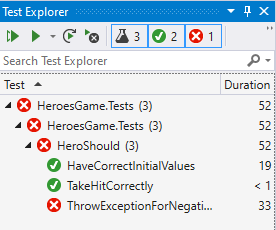 Test Explorer
3 2 1
Search Test Explorer
Test Duration
HeroesGame.Tests (3) 52
HeroesGame.Tests (3) 52
HeroShould (3) 52
HaveCorrectInitialValues 19
TakeHitCorrectly < 1
ThrowExceptionForNegati... 33